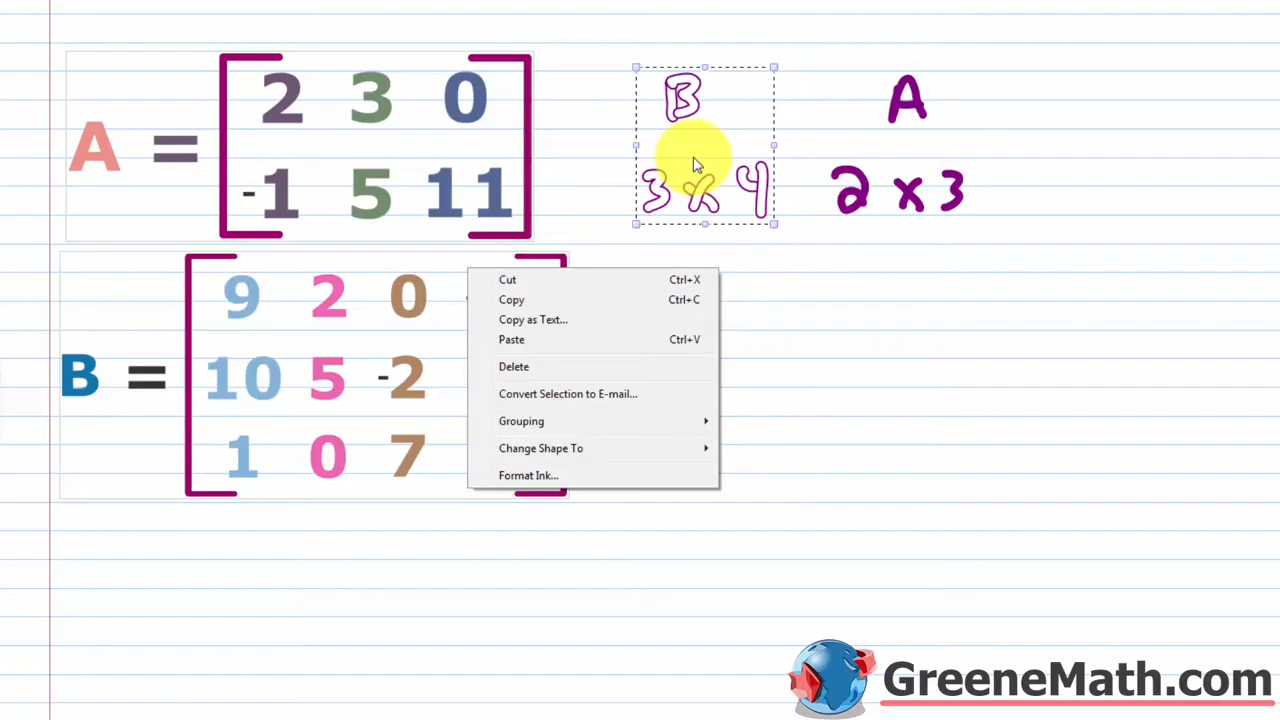 A = 2 3 0
-1 5 11
B A
3 x 4 2 x 3
B = 9 2 0
10 5 -2
1 0 7
Cut Ctrl+X
Copy Ctrl+C
Copy as Text...
Paste Ctrl+V
Delete
Convert Selection to E-mail...
Grouping
Change Shape To
Format Ink...
GreeneMath.com